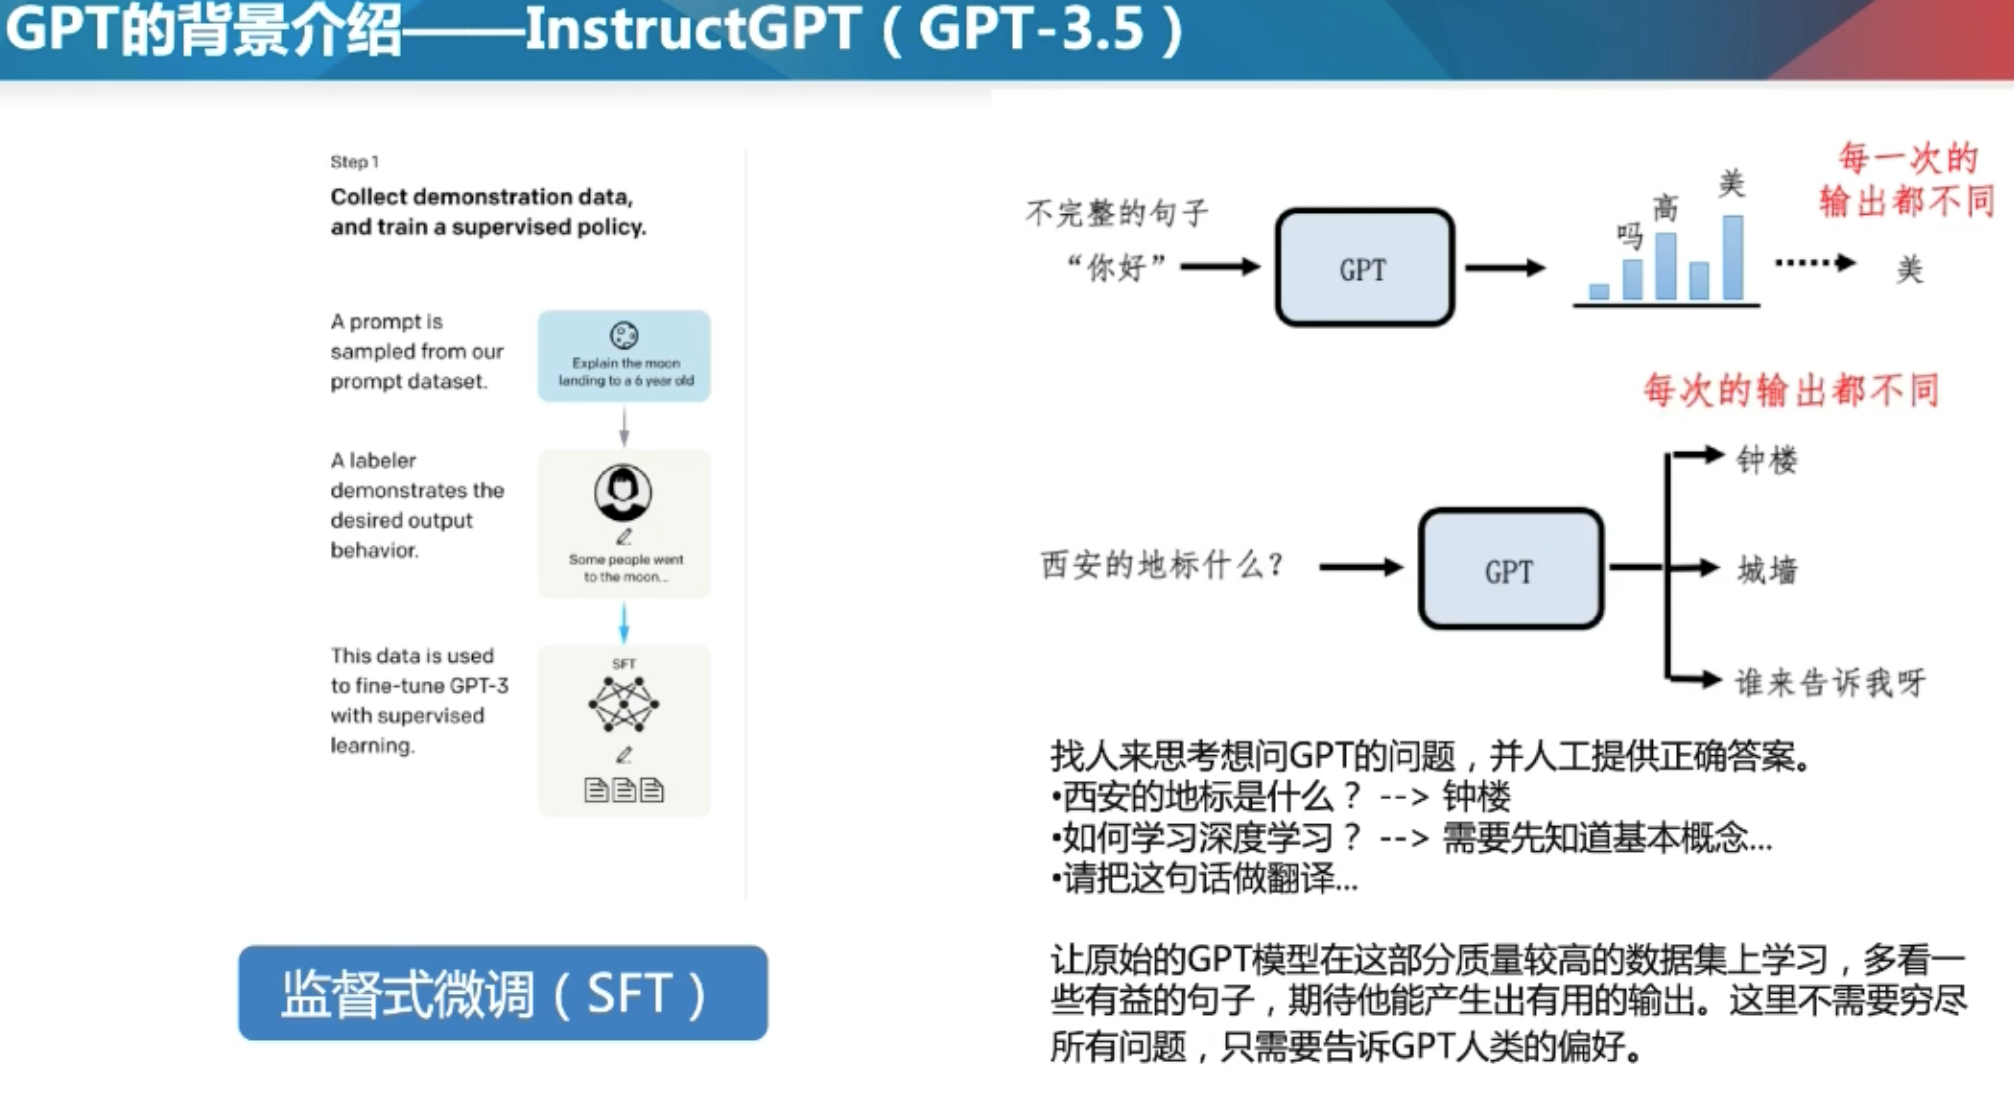 GPT的背景介绍——InstructGPT（GPT-3.5）
Step 1
Collect demonstration data,
and train a supervised policy.
A prompt is
sampled from our
prompt dataset.
Explain the moon
landing to a 6 year old
A labeler
demonstrates the
desired output
behavior.
Some people went
to the moon...
This data is used
to fine-tune GPT-3
with supervised
learning.
SFT
监督式微调（SFT）
不完整的句子
“你好”
GPT
吗
高
美
每一次的
输出都不同
美
每次的输出都不同
西安的地标什么？
GPT
钟楼
城墙
谁来告诉我呀
找人来思考想问GPT的问题，并人工提供正确答案。
•西安的地标是什么？ --> 钟楼
•如何学习深度学习？ --> 需要先知道基本概念...
•请把这句话做翻译...
让原始的GPT模型在这部分质量较高的数据集上学习，多看一
些有益的句子，期待他能产生出有用的输出。这里不需要穷尽
所有问题，只需要告诉GPT人类的偏好。